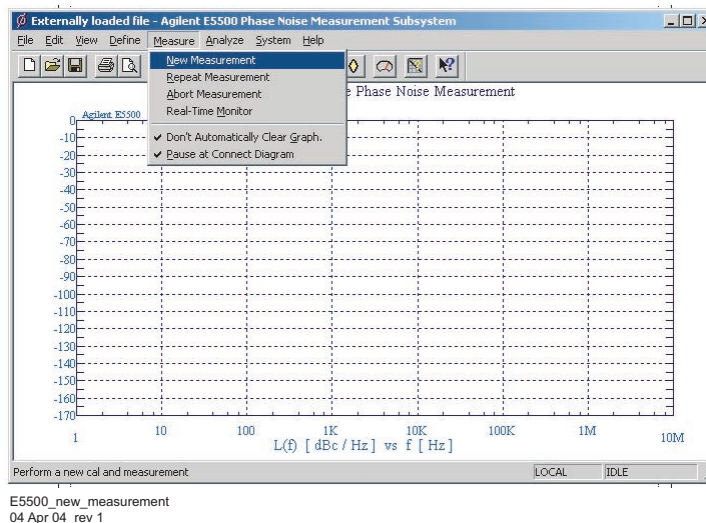 Externally loaded file - Agilent E5500 Phase Noise Measurement Subsystem
File Edit View Define Measure Analyze System Help
New Measurement
Repeat Measurement
Abort Measurement
Real-Time Monitor
✔ Don't Automatically Clear Graph.
✔ Pause at Connect Diagram
Phase Noise Measurement
Agilent E5500
0
-10
-20
-30
-40
-50
-60
-70
-80
-90
-100
-110
-120
-130
-140
-150
-160
-170
1 10 100 1K 10K 100K 1M 10M
L(f) [ dBc / Hz ] vs f [ Hz ]
Perform a new cal and measurement LOCAL IDLE
E5500_new_measurement
04 Apr 04 rev 1